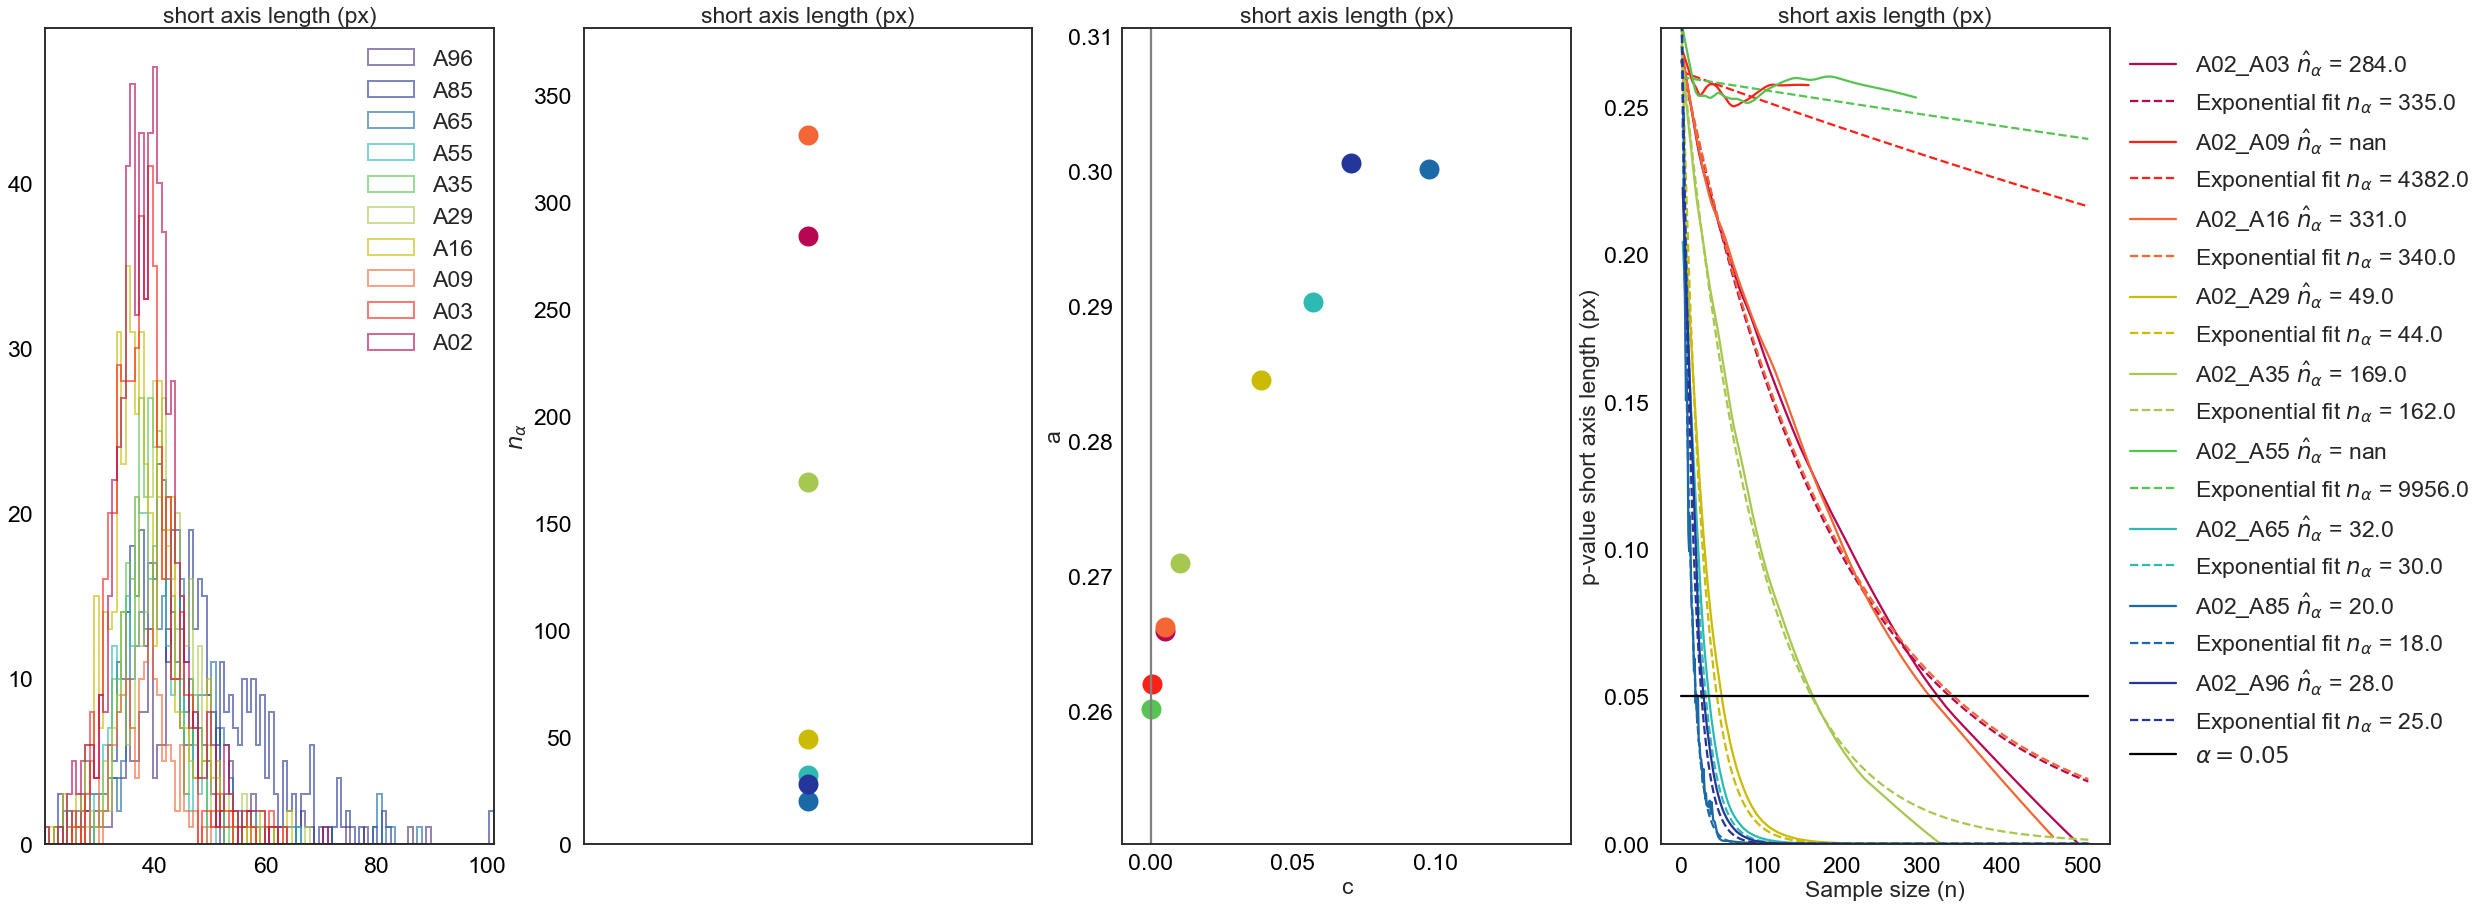 short axis length (px)
40
30
20
10
0
40 60 80 100
A96
A85
A65
A55
A35
A29
A16
A09
A03
A02
short axis length (px)
nα
350
300
250
200
150
100
50
0
short axis length (px)
a
0.31
0.30
0.29
0.28
0.27
0.26
0.00 0.05 0.10
c
short axis length (px)
p-value short axis length (px)
0.25
0.20
0.15
0.10
0.05
0.00
0 100 200 300 400 500
Sample size (n)
A02_A03 n̂α = 284.0
Exponential fit nα = 335.0
A02_A09 n̂α = nan
Exponential fit nα = 4382.0
A02_A16 n̂α = 331.0
Exponential fit nα = 340.0
A02_A29 n̂α = 49.0
Exponential fit nα = 44.0
A02_A35 n̂α = 169.0
Exponential fit nα = 162.0
A02_A55 n̂α = nan
Exponential fit nα = 9956.0
A02_A65 n̂α = 32.0
Exponential fit nα = 30.0
A02_A85 n̂α = 20.0
Exponential fit nα = 18.0
A02_A96 n̂α = 28.0
Exponential fit nα = 25.0
α = 0.05